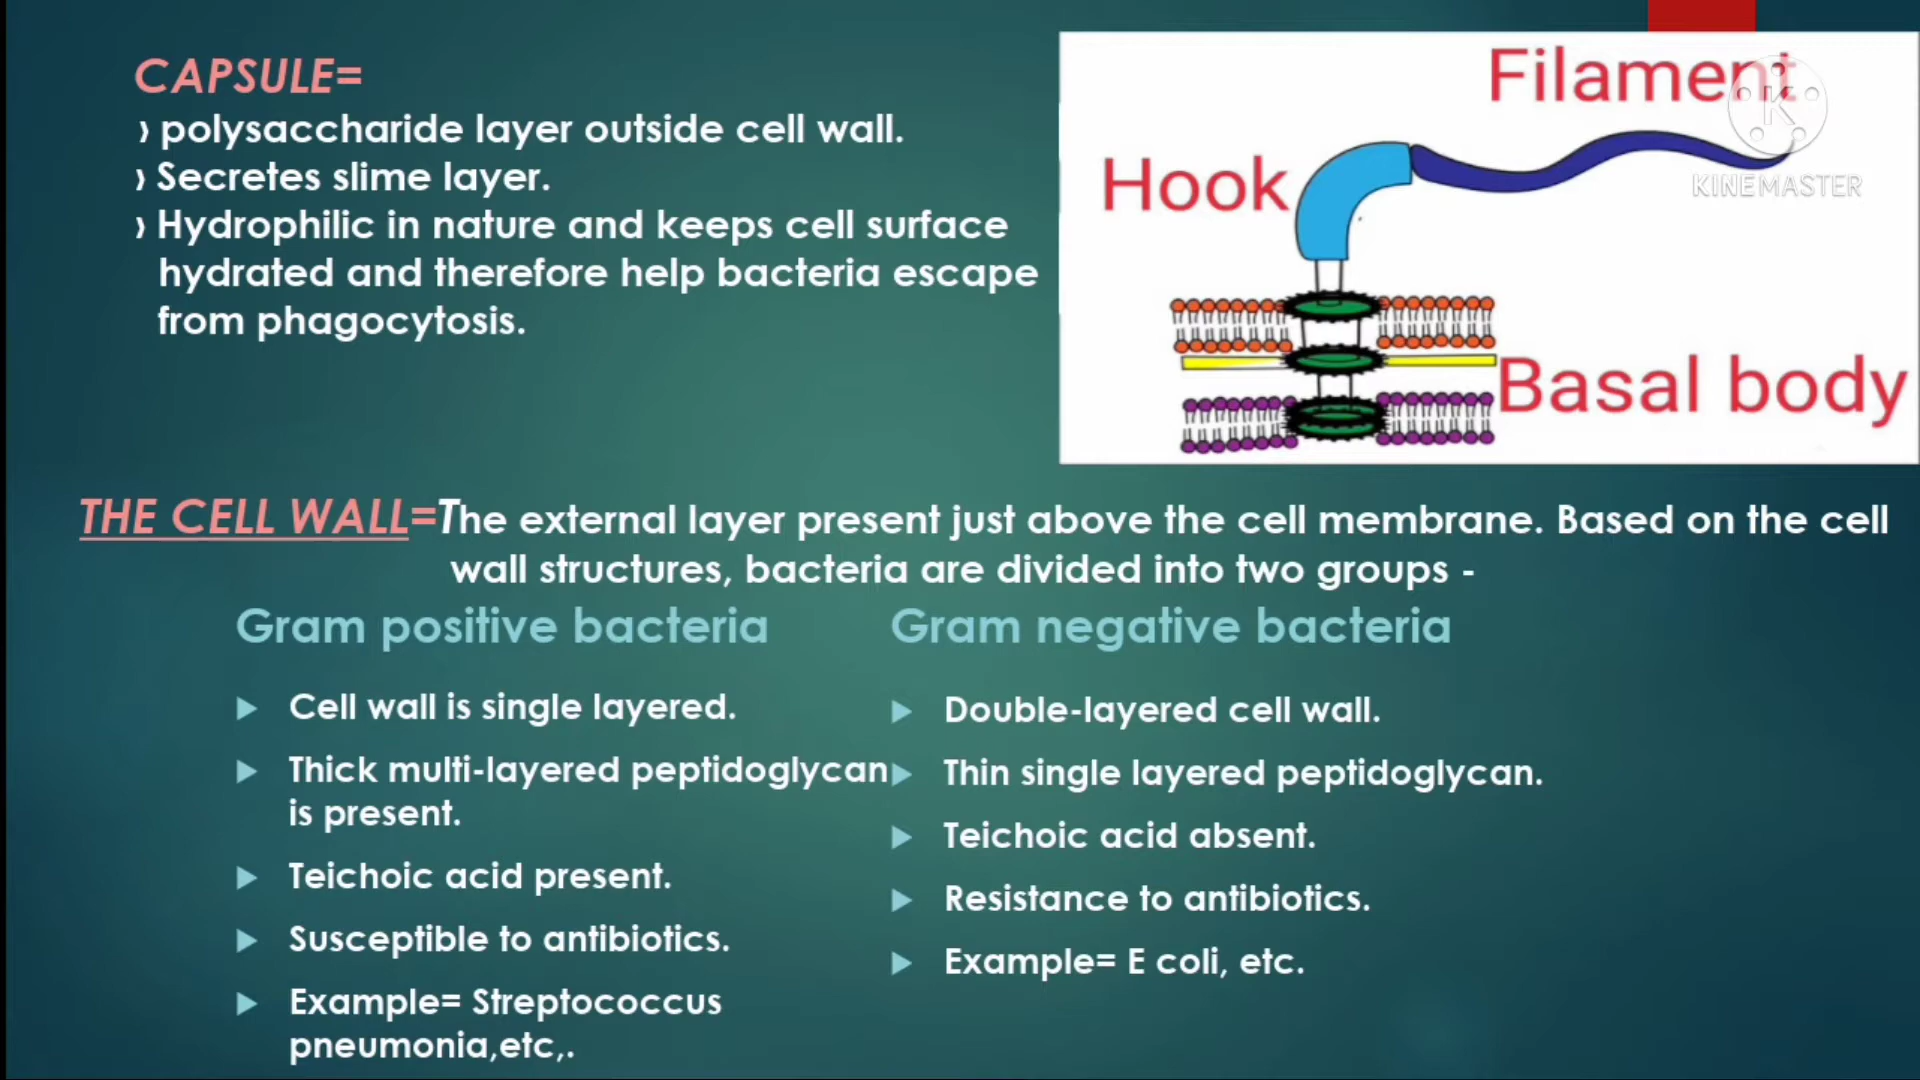 CAPSULE=
› polysaccharide layer outside cell wall.
› Secretes slime layer.
› Hydrophilic in nature and keeps cell surface
hydrated and therefore help bacteria escape
from phagocytosis.
Filament
K
KINEMASTER
Hook
Basal body
THE CELL WALL=The external layer present just above the cell membrane. Based on the cell
wall structures, bacteria are divided into two groups -
Gram positive bacteria
Cell wall is single layered.
Thick multi-layered peptidoglycan
is present.
Teichoic acid present.
Susceptible to antibiotics.
Example= Streptococcus
pneumonia,etc,.
Gram negative bacteria
Double-layered cell wall.
Thin single layered peptidoglycan.
Teichoic acid absent.
Resistance to antibiotics.
Example= E coli, etc.